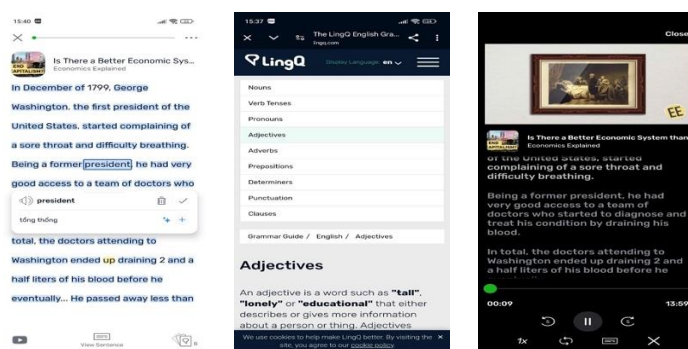 15:40
Is There a Better Economic Sys...
Economics Explained
END
CAPITALISM?
In December of 1799, George
Washington. the first president of the
United States. started complaining of
a sore throat and difficulty breathing.
Being a former president, he had very
good access to a team of doctors who
president
tổng thống
total, the doctors attending to
Washington ended up draining 2 and a
half liters of his blood before he
eventually... He passed away less than
View Sentence
15:37
The LingQ English Gra...
lingq.com
LingQ
Display Language: en
Nouns
Verb Tenses
Pronouns
Adjectives
Adverbs
Prepositions
Determiners
Punctuation
Clauses
Grammar Guide / English / Adjectives
Adjectives
An adjective is a word such as "tall",
"lonely" or "educational" that either
describes or gives more information
about a person or thing. Adjectives
We use cookies to help make LingQ better. By visiting the
site, you agree to our cookie policy.
Close
EE
Is There a Better Economic System than
Economics Explained
of the United States, started
complaining of a sore throat and
difficulty breathing.
Being a former president, he had
very good access to a team of
doctors who started to diagnose and
treat his condition by draining his
blood.
In total, the doctors attending to
Washington ended up draining 2 and
a half liters of his blood before he
00:09
13:59
1x